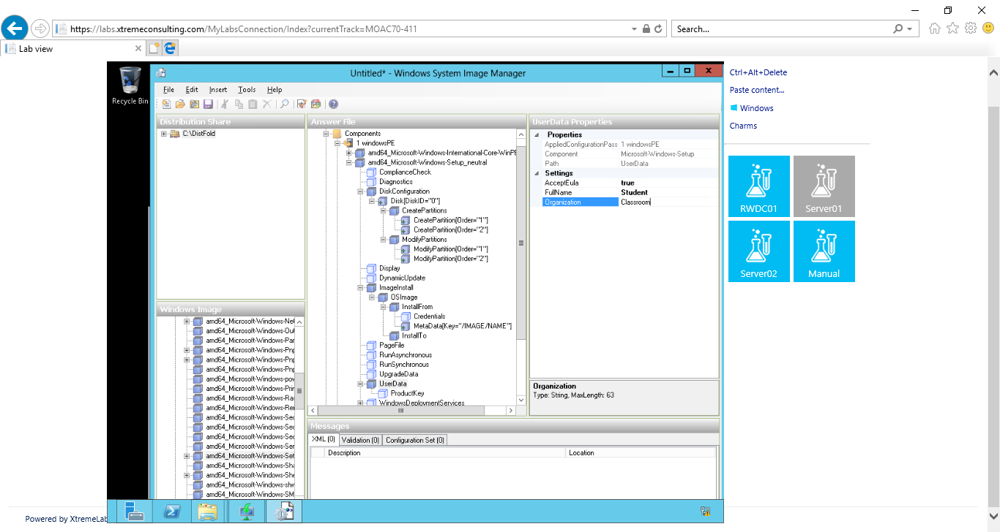 https://labs.xtremeconsulting.com/MyLabsConnection/Index?currentTrack=MOAC70-411
Search...
Lab view
Recycle Bin
Untitled* - Windows System Image Manager
File Edit Insert Tools Help
Distribution Share
C:\DistFold
Windows Image
amd64_Microsoft-Windows-Net
amd64_Microsoft-Windows-Out
amd64_Microsoft-Windows-Par
amd64_Microsoft-Windows-Pnp
amd64_Microsoft-Windows-Pnp
amd64_Microsoft-Windows-Pnp
amd64_Microsoft-Windows-pow
amd64_Microsoft-Windows-Prin
amd64_Microsoft-Windows-Ras
amd64_Microsoft-Windows-Rem
amd64_Microsoft-Windows-Sec
amd64_Microsoft-Windows-Sec
amd64_Microsoft-Windows-Sec
amd64_Microsoft-Windows-Ser
amd64_Microsoft-Windows-Set
amd64_Microsoft-Windows-Sha
amd64_Microsoft-Windows-She
amd64_Microsoft-Windows-shw
amd64_Microsoft-Windows-SM
Answer File
Components
1 windowsPE
amd64_Microsoft-Windows-International-Core-WinPE
amd64_Microsoft-Windows-Setup_neutral
ComplianceCheck
Diagnostics
DiskConfiguration
Disk[DiskID="0"]
CreatePartitions
CreatePartition[Order="1"]
CreatePartition[Order="2"]
ModifyPartitions
ModifyPartition[Order="1"]
ModifyPartition[Order="2"]
Display
DynamicUpdate
ImageInstall
OSImage
InstallFrom
Credentials
MetaData[Key="/IMAGE/NAME"]
InstallTo
PageFile
RunAsynchronous
RunSynchronous
UpgradeData
UserData
ProductKey
WindowsDeploymentServices
UserData Properties
Properties
AppliedConfigurationPass 1 windowsPE
Component Microsoft-Windows-Setup
Path UserData
Settings
AcceptEula true
FullName Student
Organization Classroom
Organization
Type: String, MaxLength: 63
Messages
XML (0) Validation (0) Configuration Set (0)
Description Location
Ctrl+Alt+Delete
Paste content...
Windows
Charms
RWDC01 Server01
Server02 Manual
Powered by XtremeLab